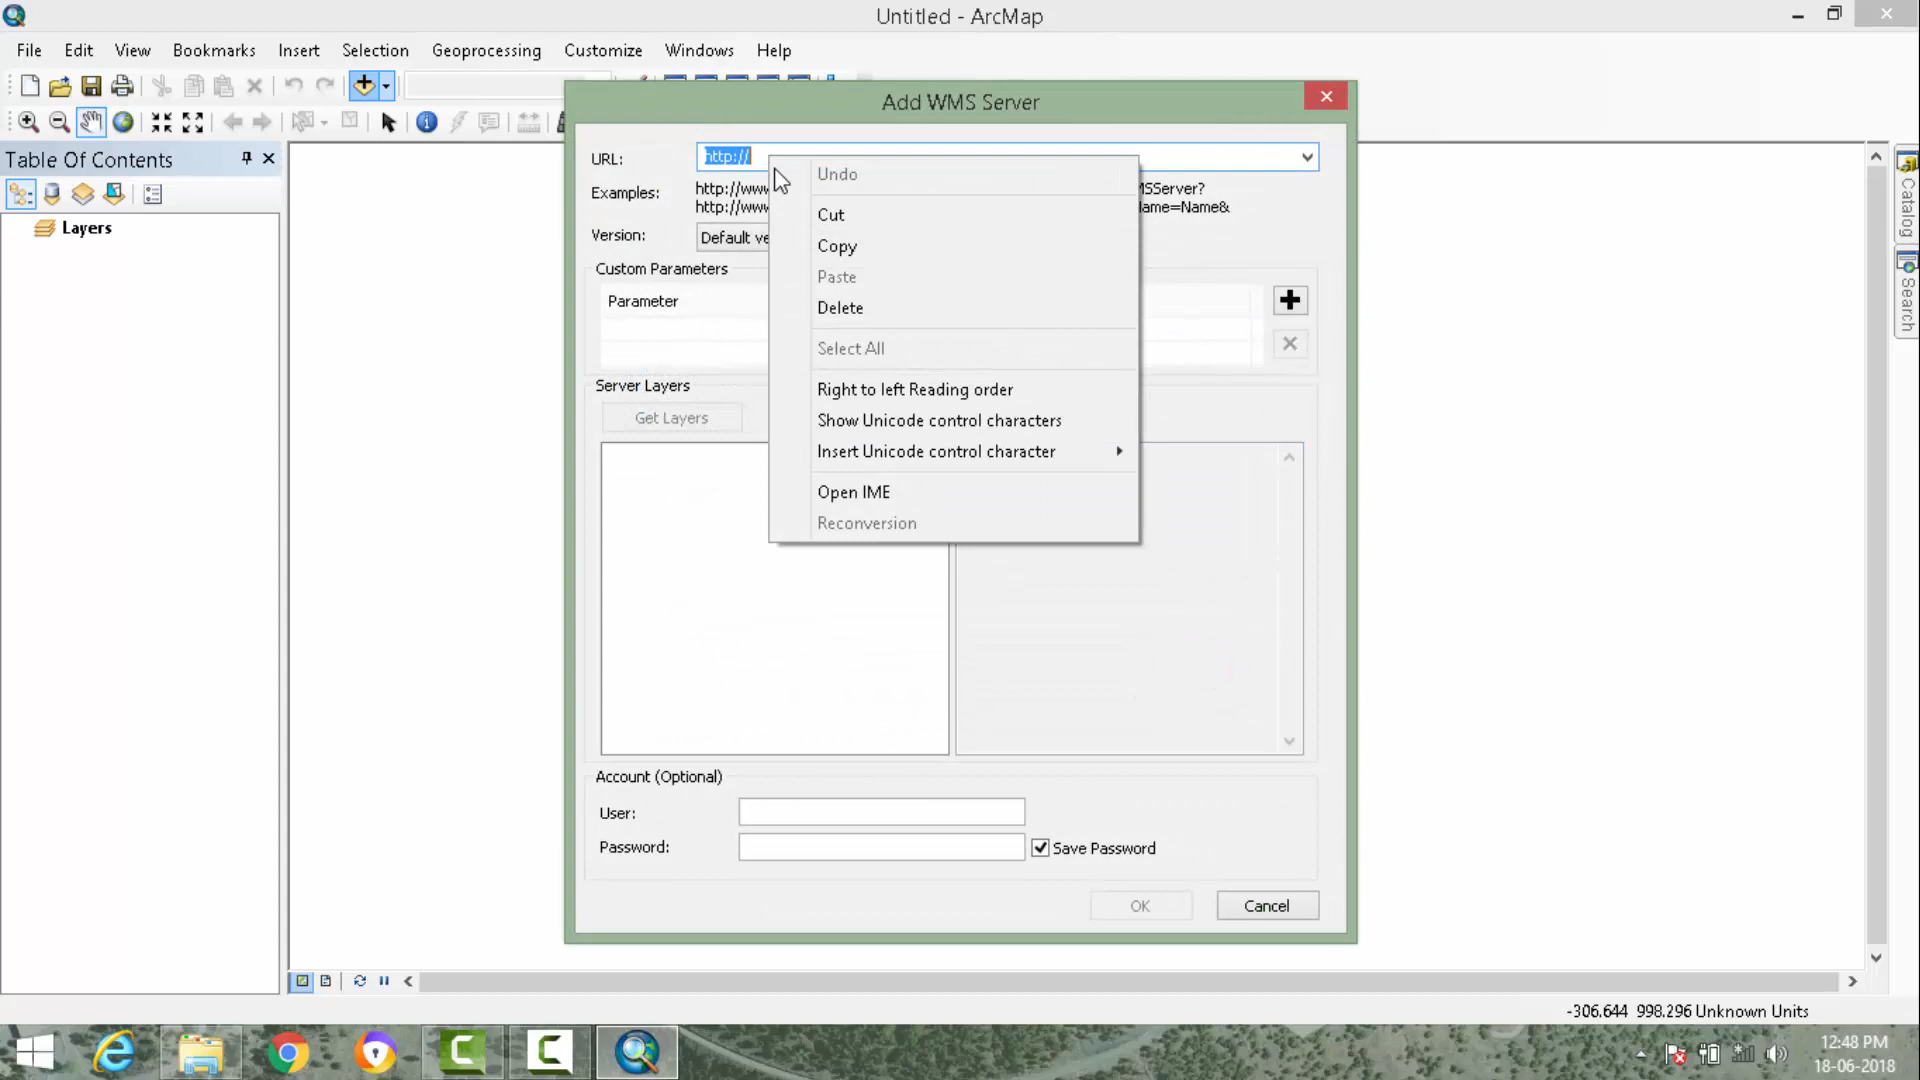 Untitled - ArcMap
File Edit View Bookmarks Insert Selection Geoprocessing Customize Windows Help
Add WMS Server
Table Of Contents
Layers
URL: http://
Examples: http://www MSServer?
http://www ame=Name&
Version: Default ve
Custom Parameters
Parameter
Server Layers
Get Layers
Undo
Cut
Copy
Paste
Delete
Select All
Right to left Reading order
Show Unicode control characters
Insert Unicode control character
Open IME
Reconversion
Account (Optional)
User:
Password:
Save Password
OK Cancel
Catalog
Search
-306.644 998.296 Unknown Units
12:48 PM
18-06-2018